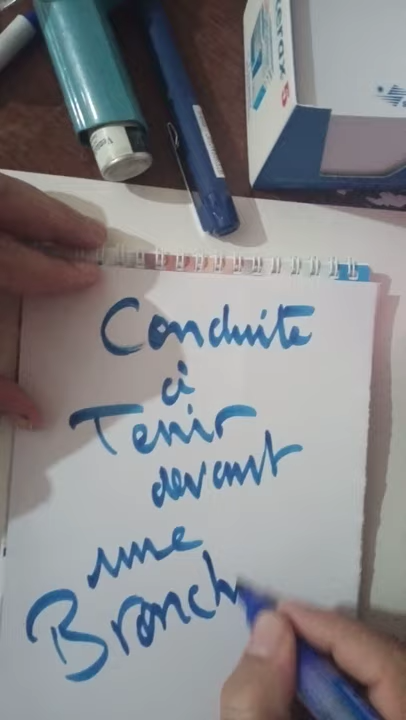 Conduite
à
Tenir
devant
une
Branch